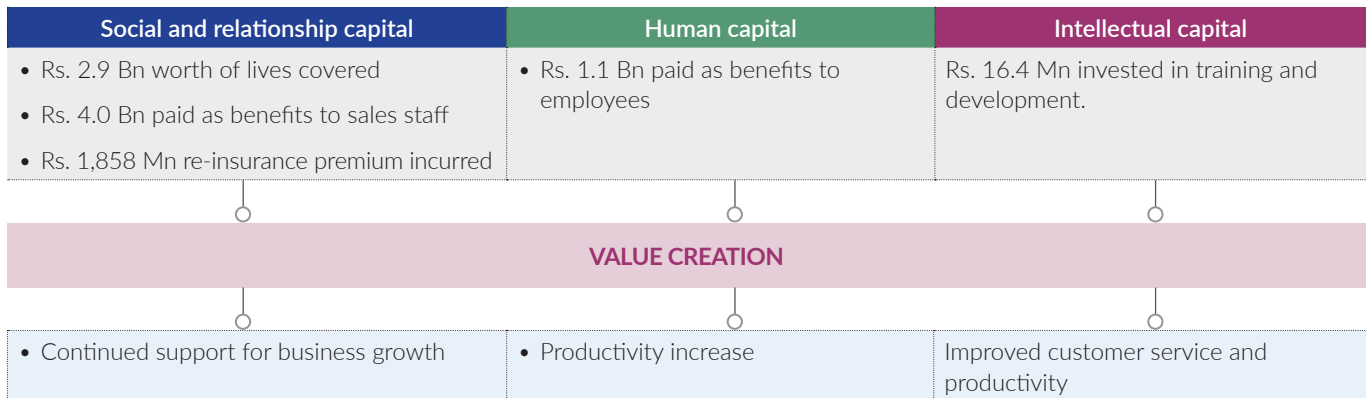 Social and relationship capital
Human capital
Intellectual capital
• Rs. 2.9 Bn worth of lives covered
• Rs. 4.0 Bn paid as benefits to sales staff
• Rs. 1,858 Mn re-insurance premium incurred
• Rs. 1.1 Bn paid as benefits to
employees
Rs. 16.4 Mn invested in training and
development.
VALUE CREATION
• Continued support for business growth
• Productivity increase
Improved customer service and
productivity